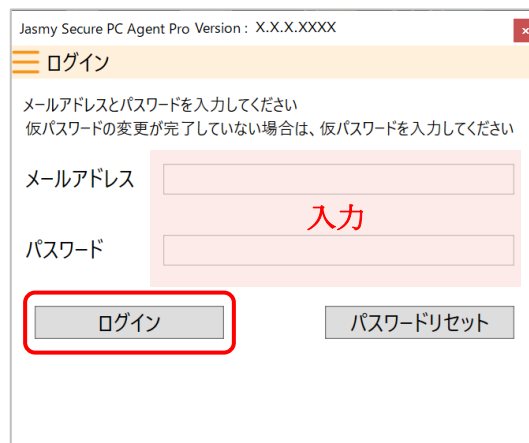 Jasmy Secure PC Agent Pro Version : X.X.X.XXXX
ログイン
メールアドレスとパスワードを入力してください
仮パスワードの変更が完了していない場合は、仮パスワードを入力してください
メールアドレス
入力
パスワード
ログイン パスワードリセット